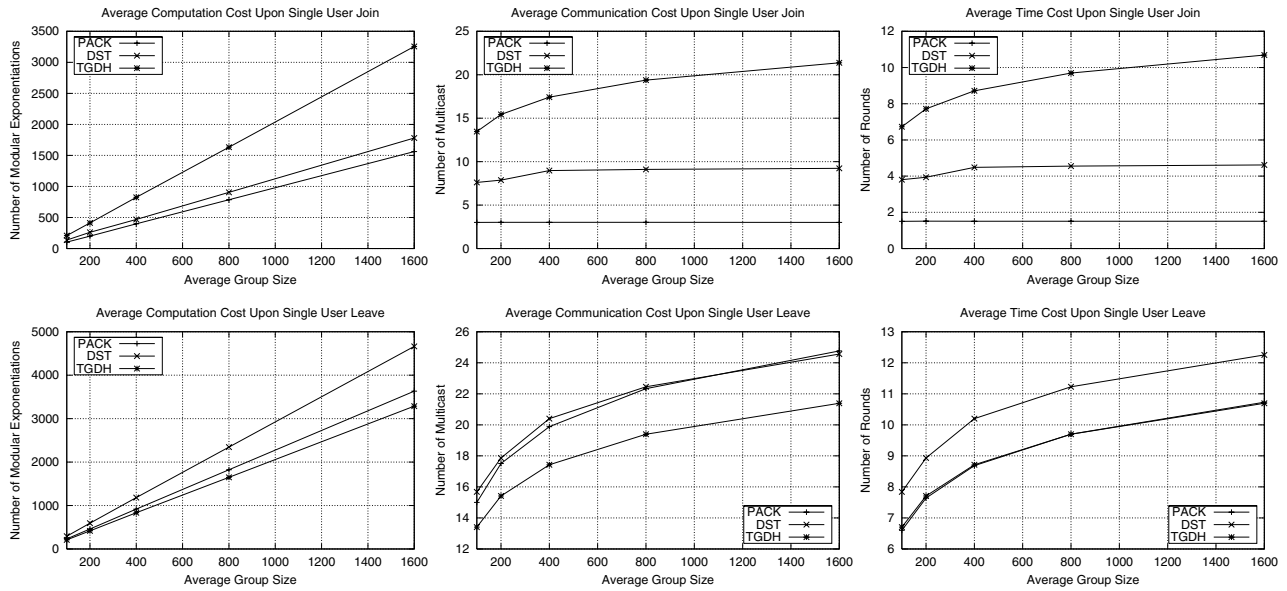 Average Computation Cost Upon Single User Join
Number of Modular Exponentiations
3500
3000
2500
2000
1500
1000
500
0
PACK
DST
TGDH
200 400 600 800 1000 1200 1400 1600
Average Group Size
Average Communication Cost Upon Single User Join
Number of Multicast
25
20
15
10
5
0
PACK
DST
TGDH
200 400 600 800 1000 1200 1400 1600
Average Group Size
Average Time Cost Upon Single User Join
Number of Rounds
12
10
8
6
4
2
0
PACK
DST
TGDH
200 400 600 800 1000 1200 1400 1600
Average Group Size
Average Computation Cost Upon Single User Leave
Number of Modular Exponentiations
5000
4000
3000
2000
1000
0
PACK
DST
TGDH
200 400 600 800 1000 1200 1400 1600
Average Group Size
Average Communication Cost Upon Single User Leave
Number of Multicast
26
24
22
20
18
16
14
12
PACK
DST
TGDH
200 400 600 800 1000 1200 1400 1600
Average Group Size
Average Time Cost Upon Single User Leave
Number of Rounds
13
12
11
10
9
8
7
6
PACK
DST
TGDH
200 400 600 800 1000 1200 1400 1600
Average Group Size